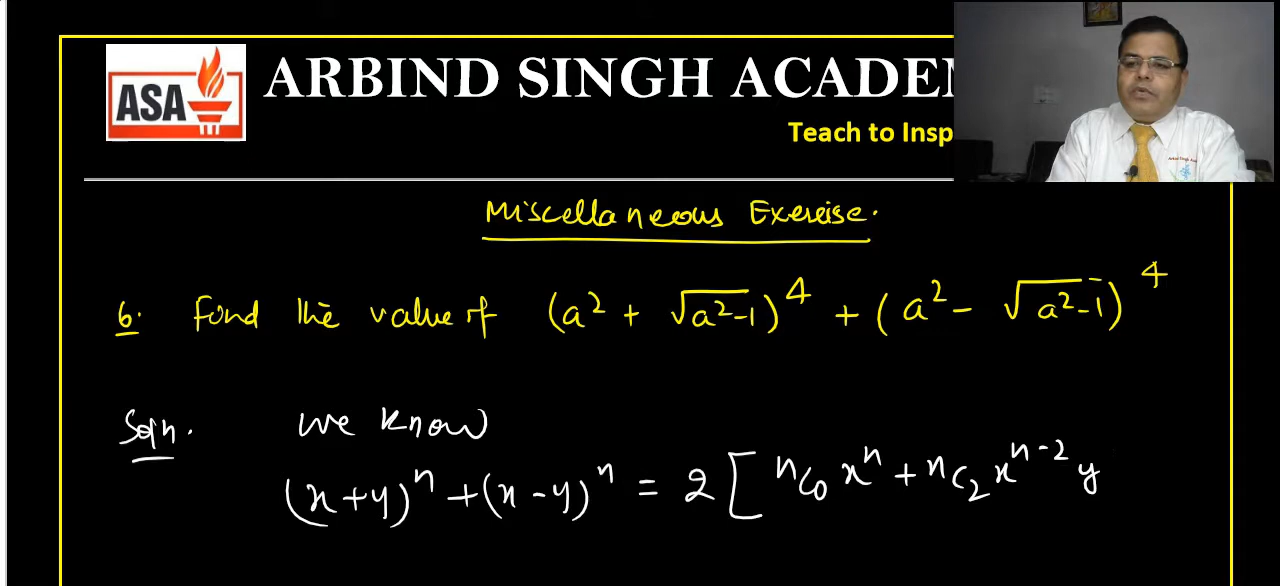 ASA
ARBIND SINGH ACADEM
Teach to Insp
Miscellaneous Exercise.
6. Find the value of (a² + √(a²-1))⁴ + (a² - √(a²-1))⁴
Soln. We know
(x+y)ⁿ + (x-y)ⁿ = 2 [ ⁿC₀ xⁿ + ⁿC₂ xⁿ⁻² y